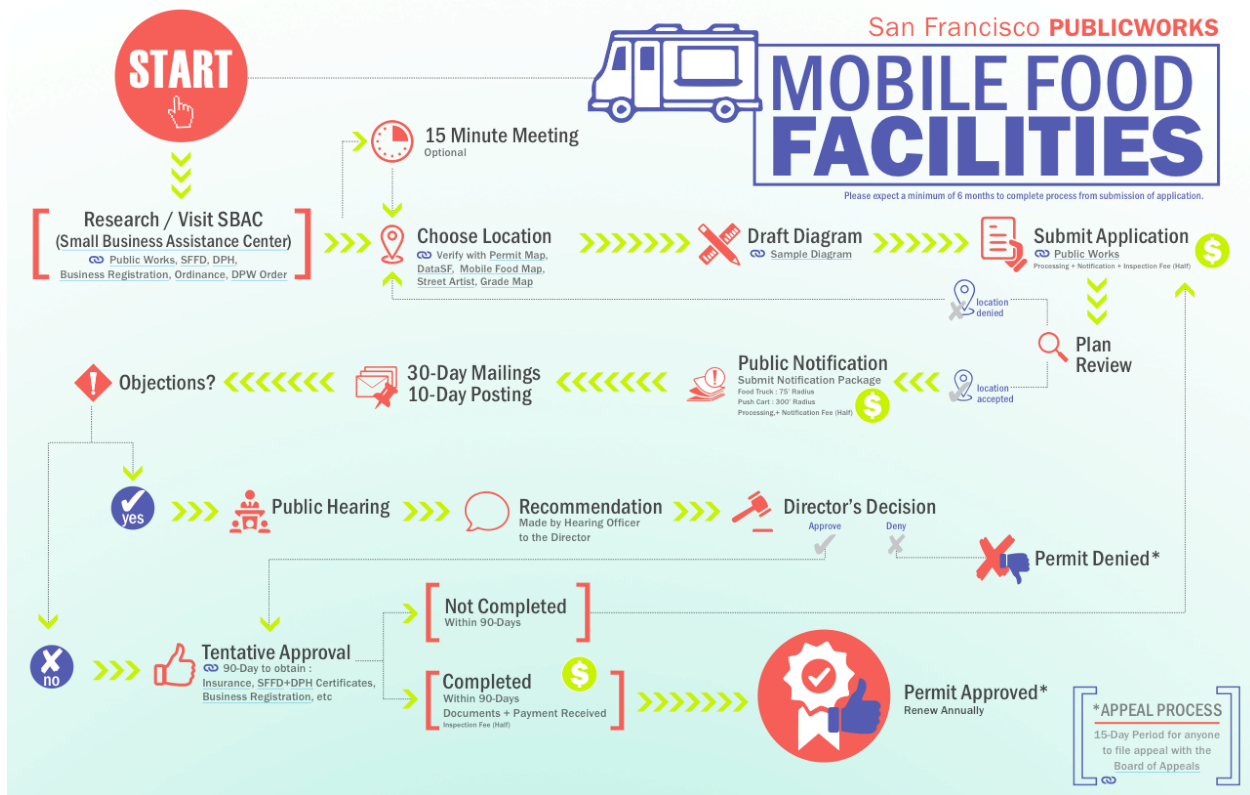 START
San Francisco PUBLICWORKS
MOBILE FOOD
FACILITIES
Please expect a minimum of 6 months to complete process from submission of application.
15 Minute Meeting
Optional
Research / Visit SBAC
(Small Business Assistance Center)
Public Works, SFFD, DPH,
Business Registration, Ordinance, DPW Order
Choose Location
Verify with Permit Map,
DataSF, Mobile Food Map,
Street Artist, Grade Map
Draft Diagram
Sample Diagram
Submit Application
Public Works
Processing + Notification + Inspection Fee (Half)
$
location
denied
Plan
Review
location
accepted
Public Notification
Submit Notification Package
Food Truck : 75' Radius
Push Cart : 300' Radius
Processing,+ Notification Fee (Half)
$
30-Day Mailings
10-Day Posting
Objections?
yes
Public Hearing
Recommendation
Made by Hearing Officer
to the Director
Director's Decision
Approve
Deny
Permit Denied*
no
Tentative Approval
90-Day to obtain :
Insurance, SFFD+DPH Certificates,
Business Registration, etc
Not Completed
Within 90-Days
Completed
Within 90-Days
Documents + Payment Received
Inspection Fee (Half)
$
Permit Approved*
Renew Annually
*APPEAL PROCESS
15-Day Period for anyone
to file appeal with the
Board of Appeals